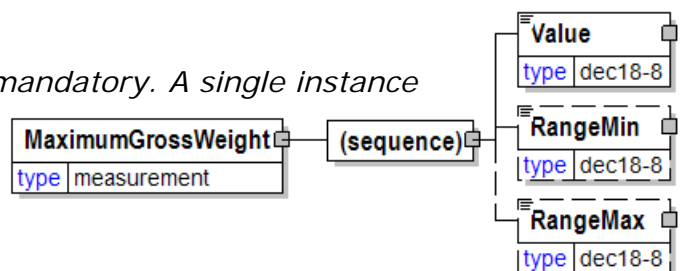 mandatory. A single instance
MaximumGrossWeight
type measurement
(sequence)
Value
type dec18-8
RangeMin
type dec18-8
RangeMax
type dec18-8